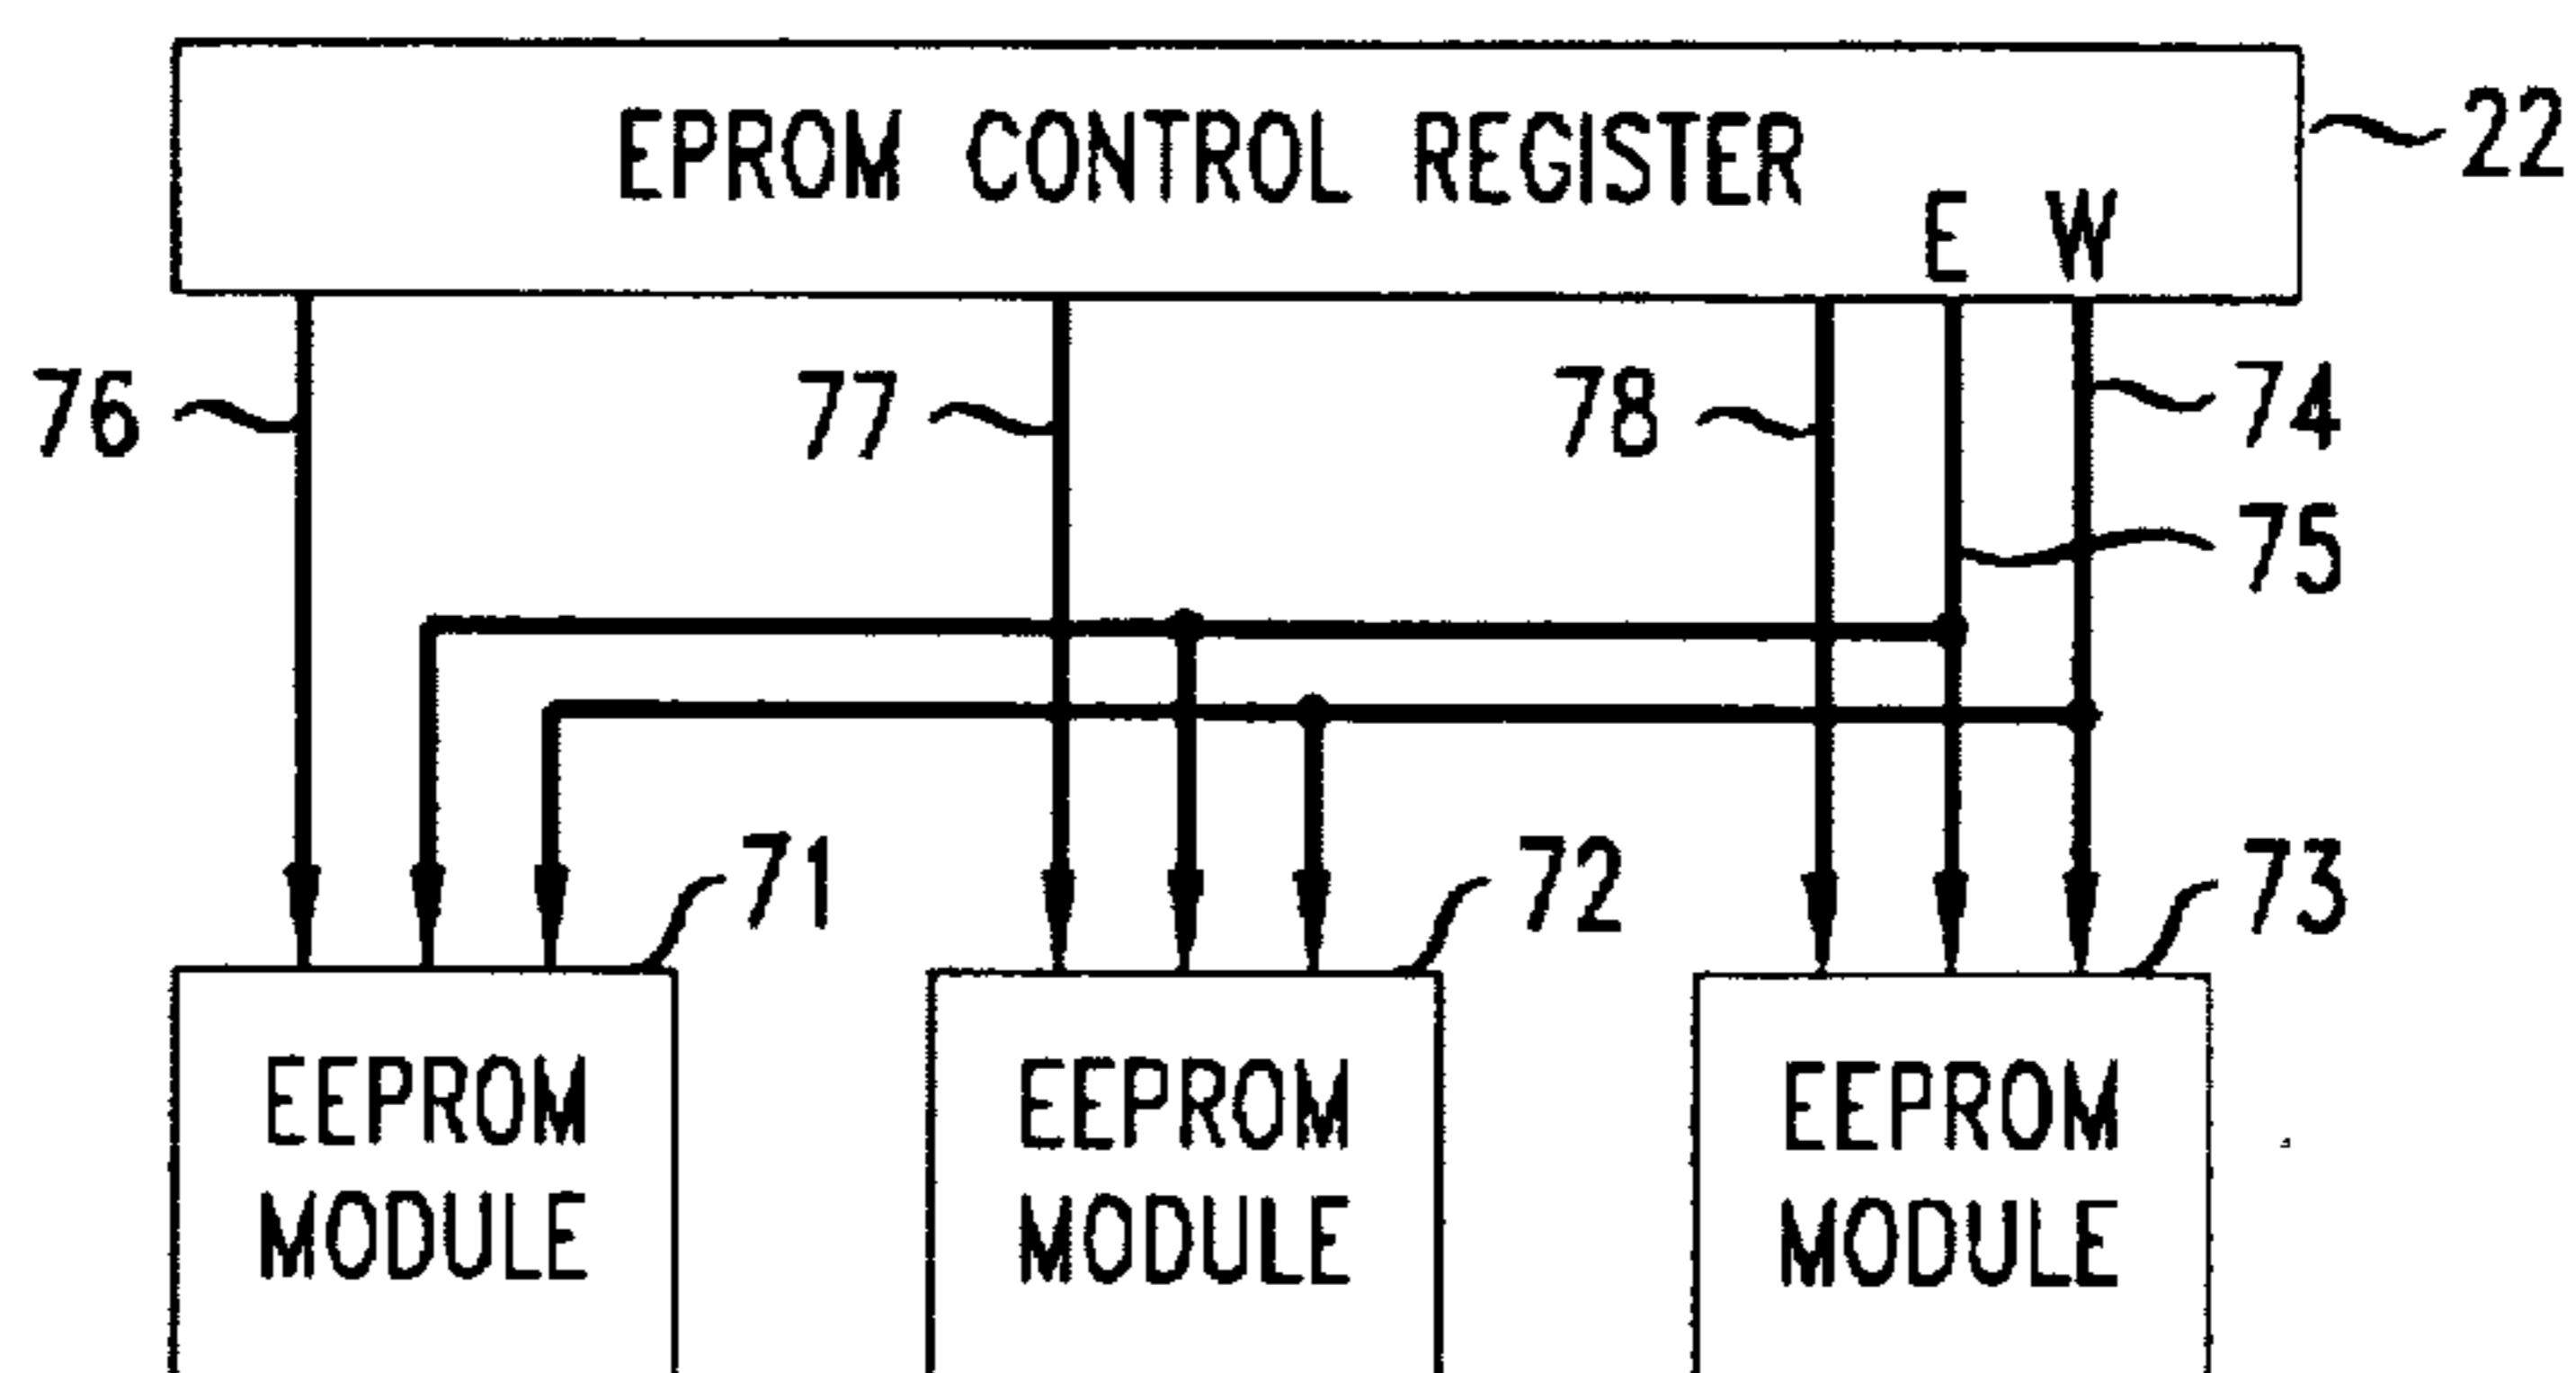 EPROM CONTROL REGISTER
22
E W
76
77
78
74
75
71
72
73
EEPROM
MODULE
EEPROM
MODULE
EEPROM
MODULE